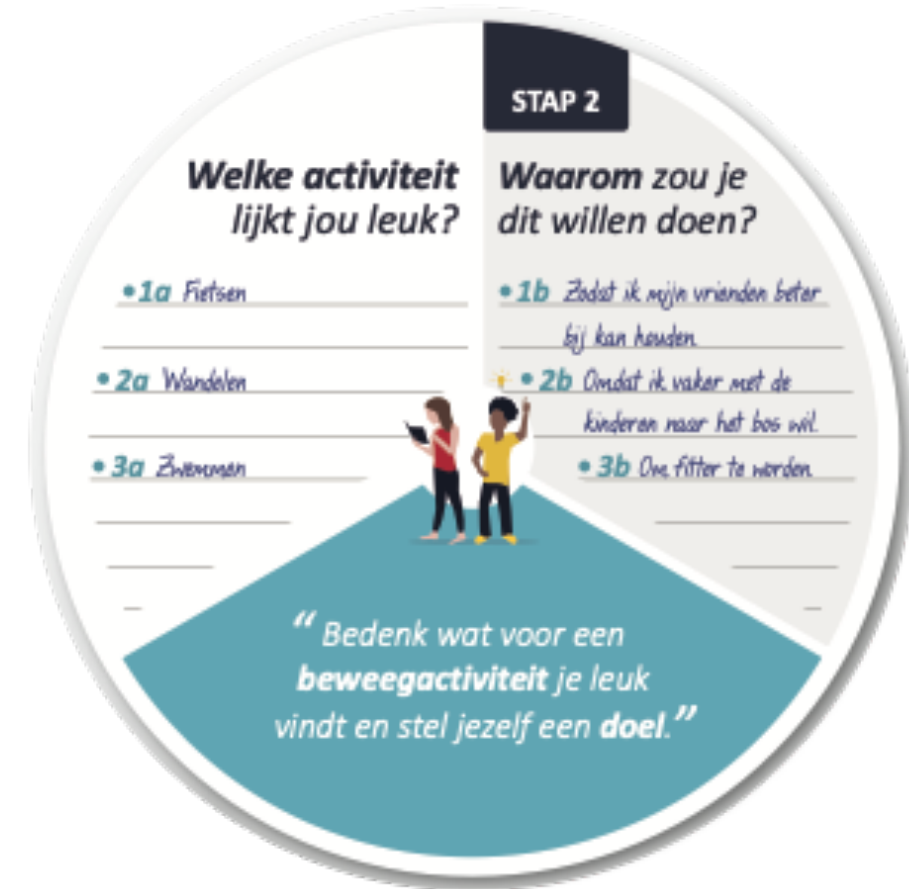 STAP 2
Welke activiteit
lijkt jou leuk?
•1a Fietsen
•2a Wandelen
•3a Zwemmen
Waarom zou je
dit willen doen?
•1b Zodat ik mijn vrienden beter
bij kan houden.
•2b Omdat ik vaker met de
kinderen naar het bos wil.
•3b Om fitter te worden.
“ Bedenk wat voor een
beweegactiviteit je leuk
vindt en stel jezelf een doel.”